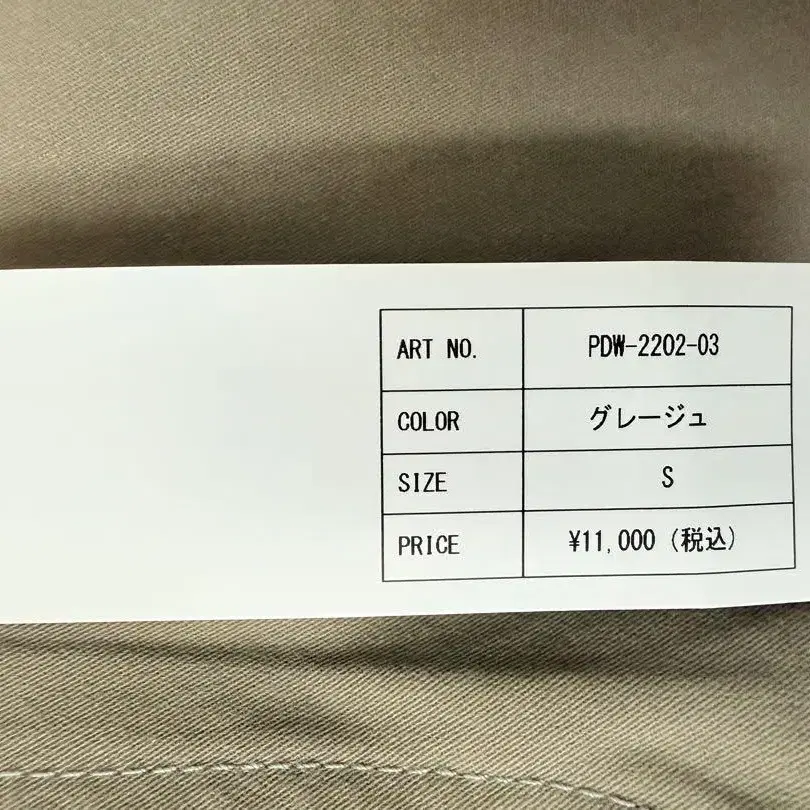 ART NO. PDW-2202-03
COLOR グレージュ
SIZE S
PRICE ¥11,000 (税込)